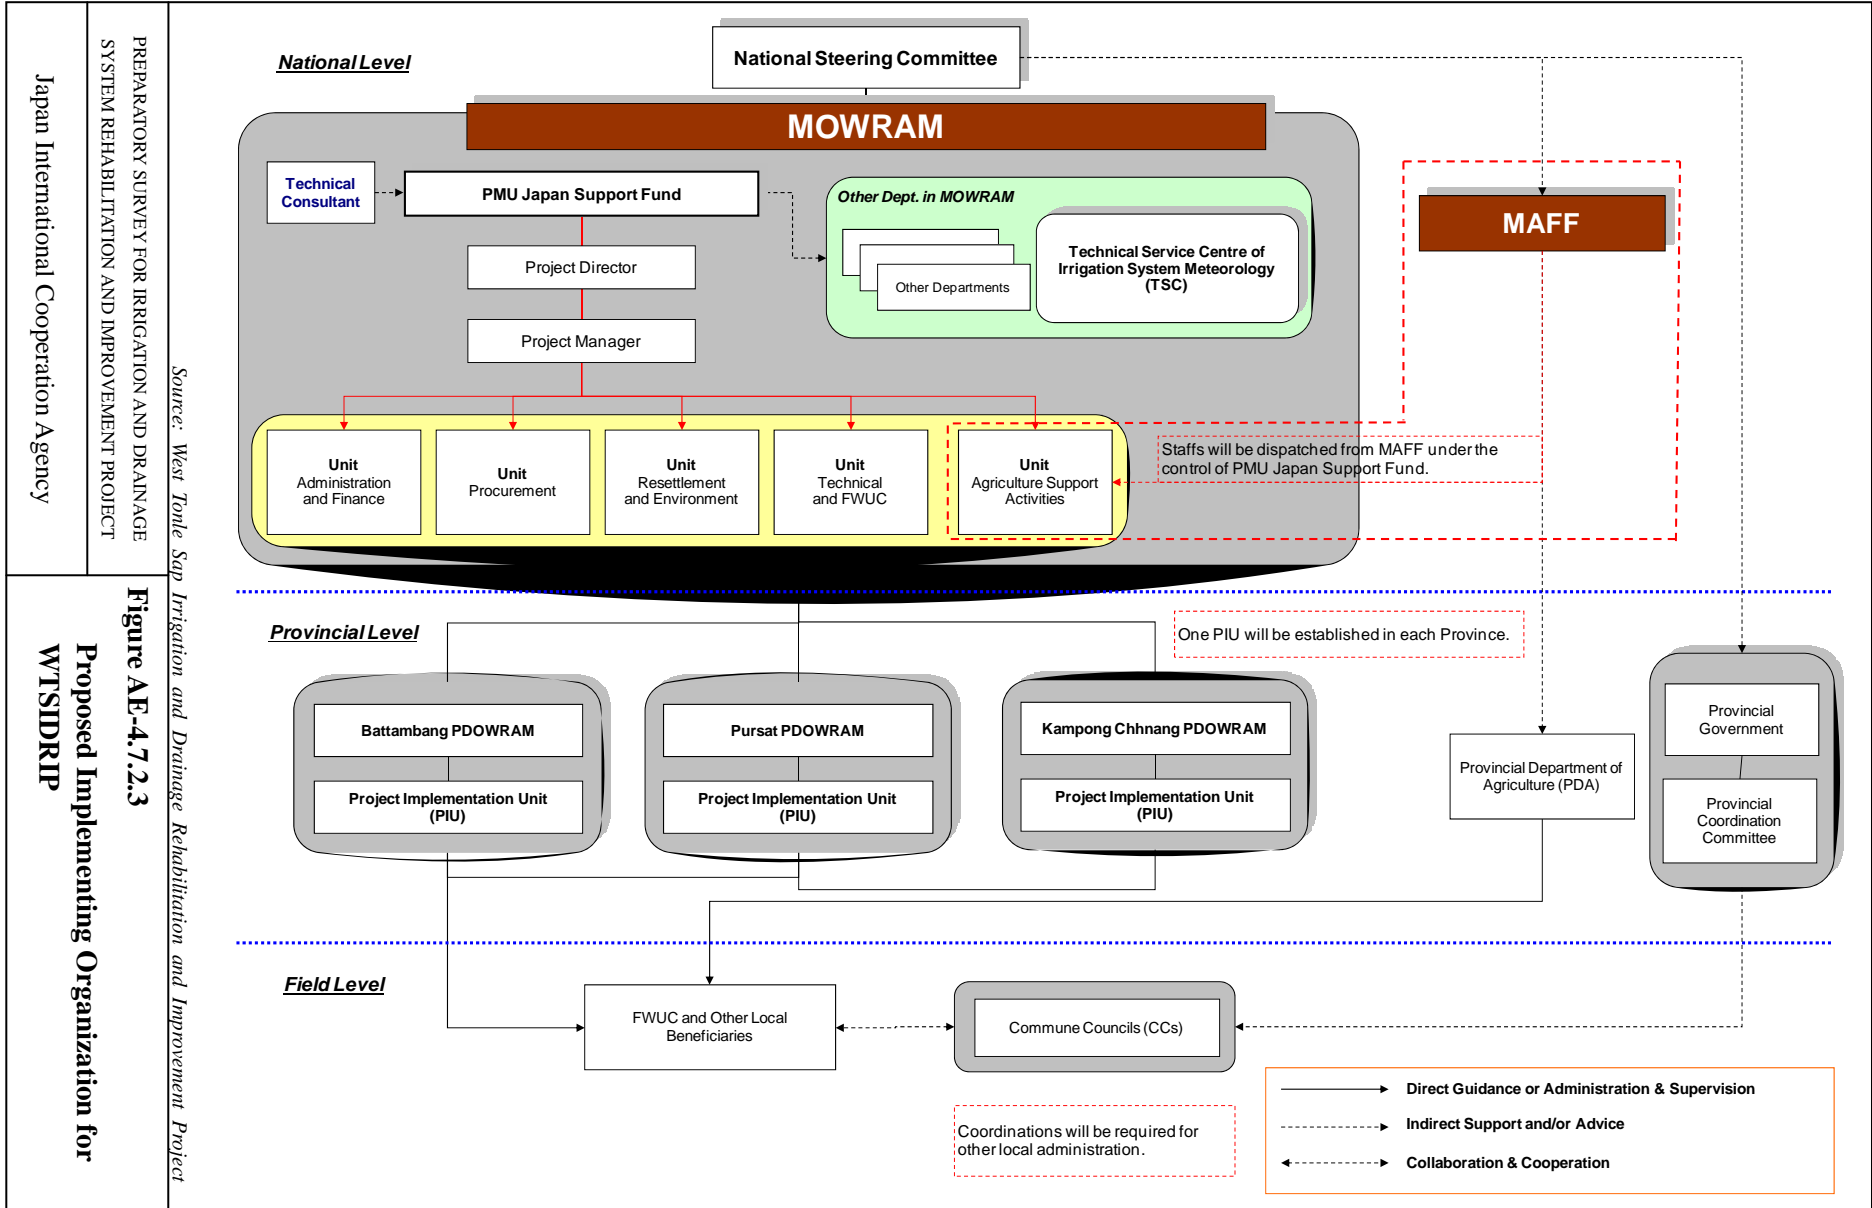 National Level
National Steering Committee
MOWRAM
Technical
Consultant
PMU Japan Support Fund
Project Director
Project Manager
Other Dept. in MOWRAM
Other Departments
Technical Service Centre of
Irrigation System Meteorology
(TSC)
MAFF
Unit
Administration
and Finance
Unit
Procurement
Unit
Resettlement
and Environment
Unit
Technical
and FWUC
Unit
Agriculture Support
Activities
Staffs will be dispatched from MAFF under the
control of PMU Japan Support Fund.
Provincial Level
One PIU will be established in each Province.
Battambang PDOWRAM
Project Implementation Unit
(PIU)
Pursat PDOWRAM
Project Implementation Unit
(PIU)
Kampong Chhnang PDOWRAM
Project Implementation Unit
(PIU)
Provincial Department of
Agriculture (PDA)
Provincial
Government
Provincial
Coordination
Committee
Field Level
FWUC and Other Local
Beneficiaries
Commune Councils (CCs)
Coordinations will be required for
other local administration.
Direct Guidance or Administration & Supervision
Indirect Support and/or Advice
Collaboration & Cooperation
Source: West Tonle Sap Irrigation and Drainage Rehabilitation and Improvement Project
PREPARATORY SURVEY FOR IRRIGATION AND DRAINAGE
SYSTEM REHABILITATION AND IMPROVEMENT PROJECT
Japan International Cooperation Agency
Figure AE-4.7.2.3
Proposed Implementing Organization for
WTSIDRIP